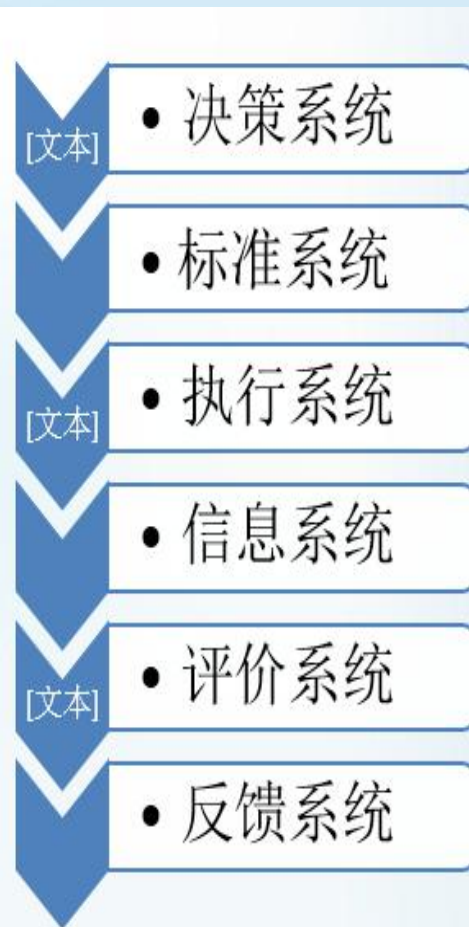 [文本]
• 决策系统
• 标准系统
[文本]
• 执行系统
• 信息系统
[文本]
• 评价系统
• 反馈系统